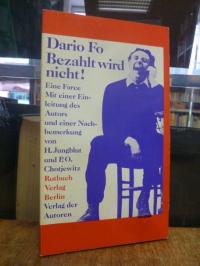 Dario Fo
Bezahlt wird
nicht!
Eine Farce
Mit einer Ein-
leitung des
Autors
und einer Nach-
bemerkung
von
H. Jungblut
und P.O.
Chotjewitz
Rotbuch
Verlag
Berlin
Verlag der
Autoren